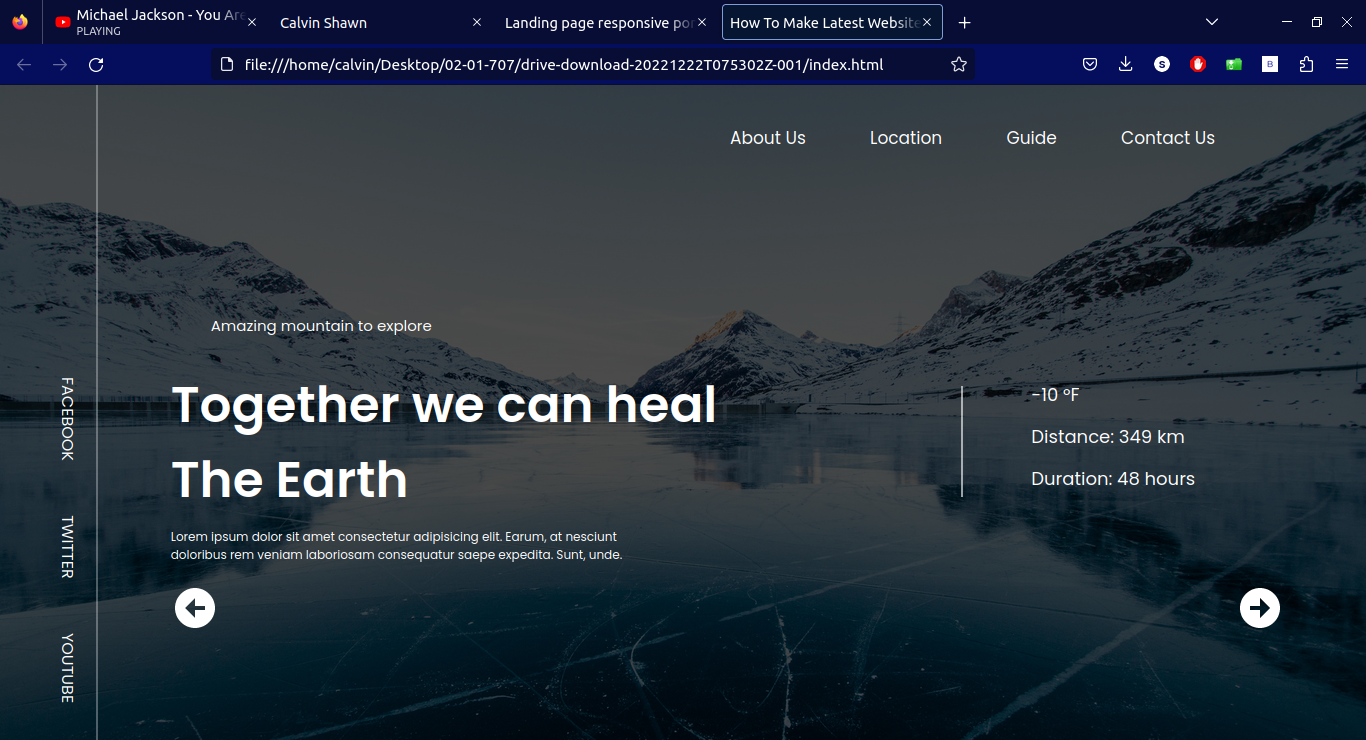 Michael Jackson - You Are
PLAYING
Calvin Shawn
Landing page responsive por
How To Make Latest Website
file:///home/calvin/Desktop/02-01-707/drive-download-20221222T075302Z-001/index.html
S
B
About Us
Location
Guide
Contact Us
Amazing mountain to explore
Together we can heal
The Earth
Lorem ipsum dolor sit amet consectetur adipisicing elit. Earum, at nesciunt
doloribus rem veniam laboriosam consequatur saepe expedita. Sunt, unde.
-10 °F
Distance: 349 km
Duration: 48 hours
FACEBOOK
TWITTER
YOUTUBE